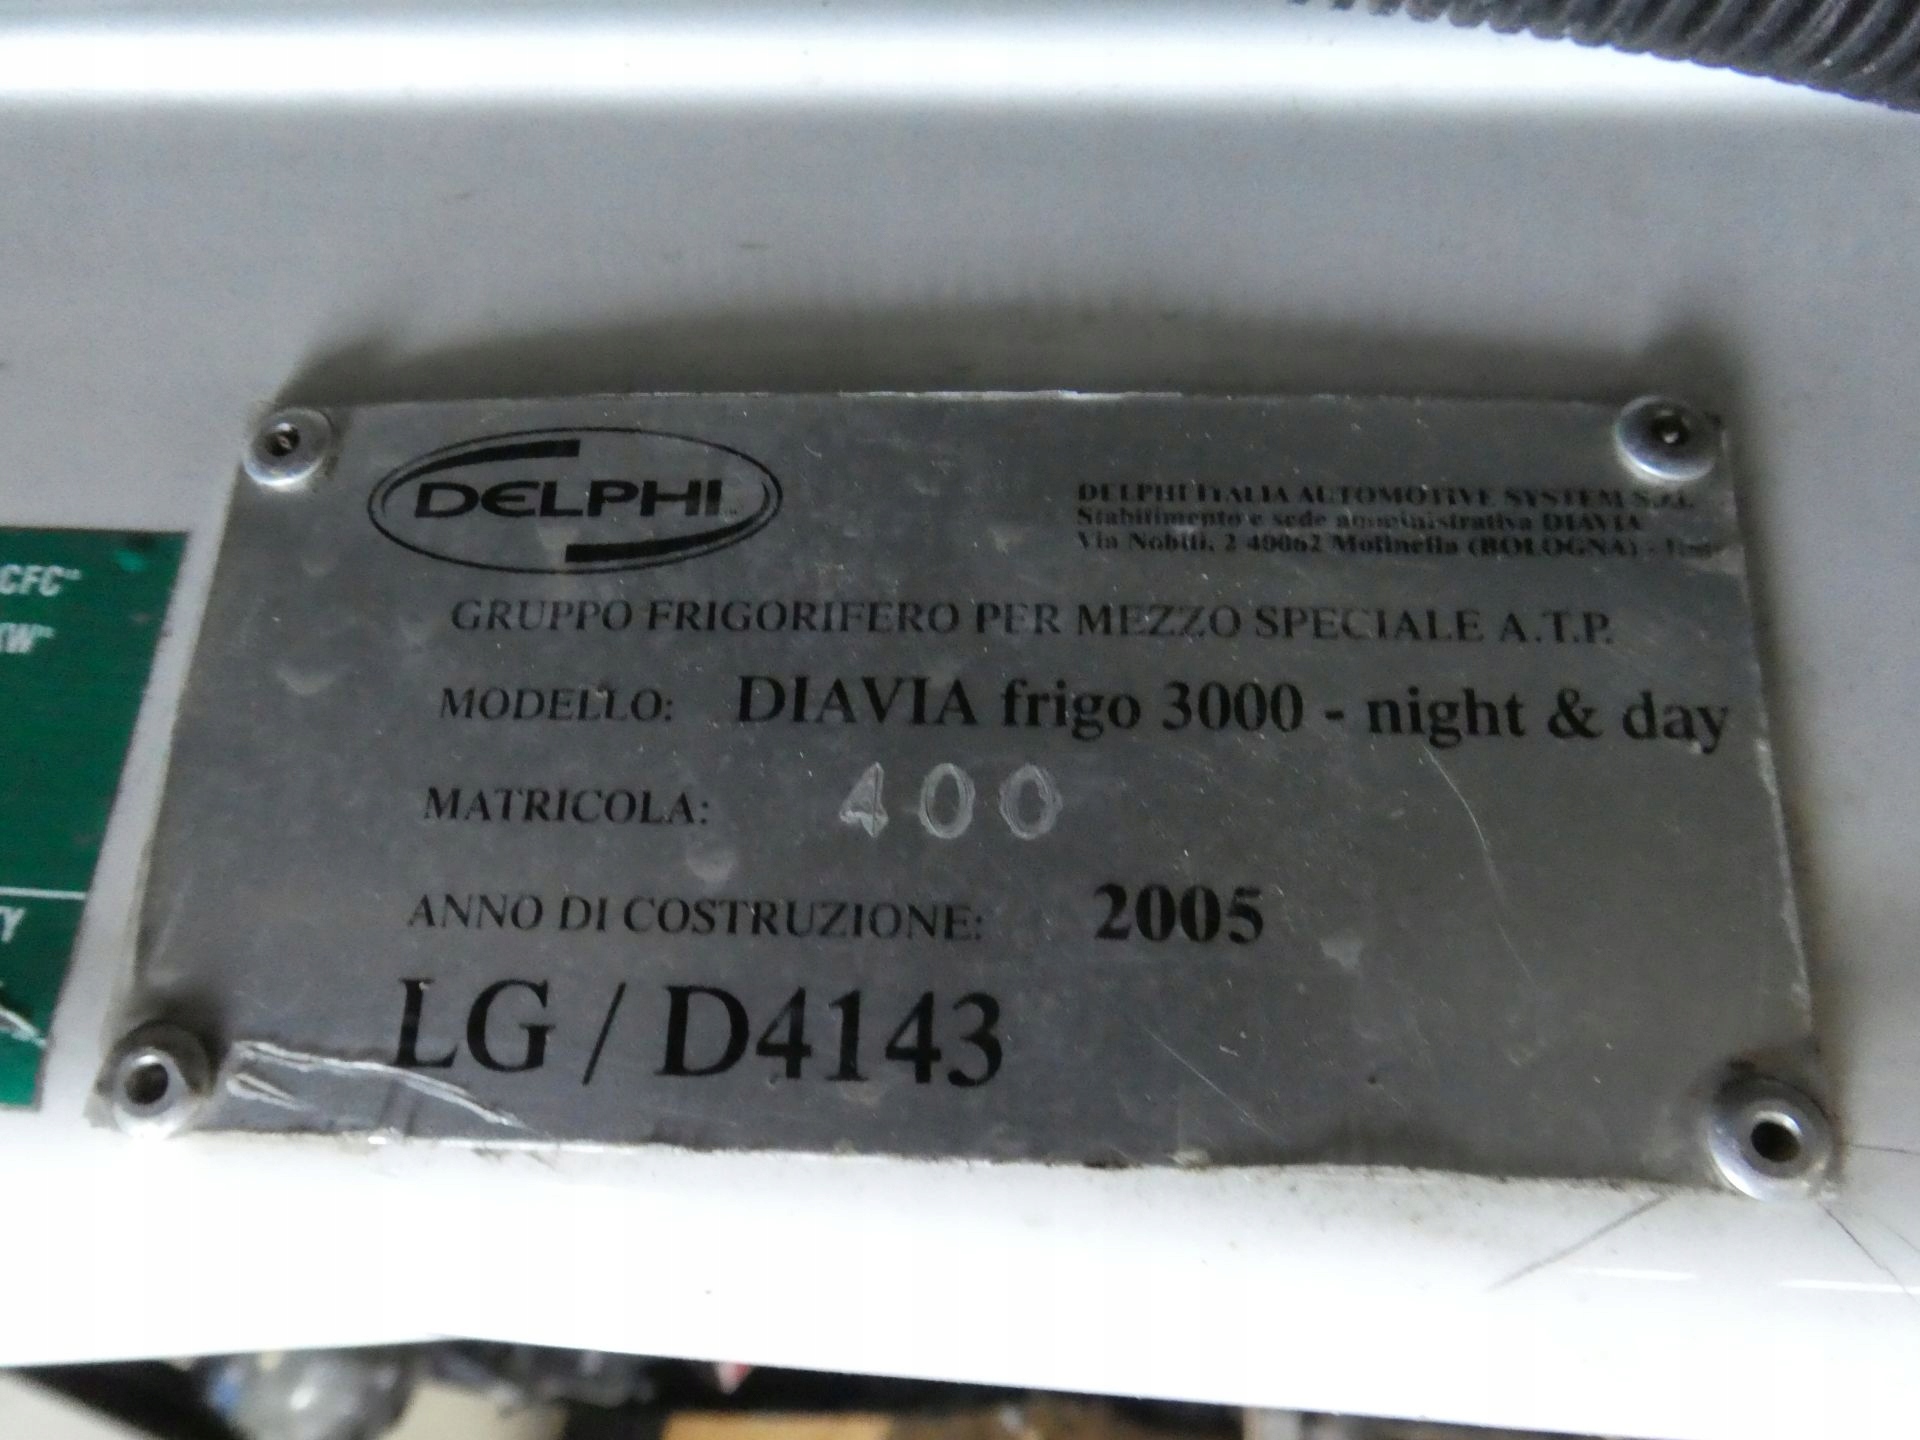 DELPHI
DELPHI ITALIA AUTOMOTIVE SYSTEM S.r.l.
Stabilimento e sede amministrativa DIAVIA
Via Nobili, 2 40062 Molinella (BOLOGNA) -
GRUPPO FRIGORIFERO PER MEZZO SPECIALE A.T.P.
MODELLO: DIAVIA frigo 3000 - night & day
MATRICOLA: 400
ANNO DI COSTRUZIONE: 2005
LG / D4143
CFC"